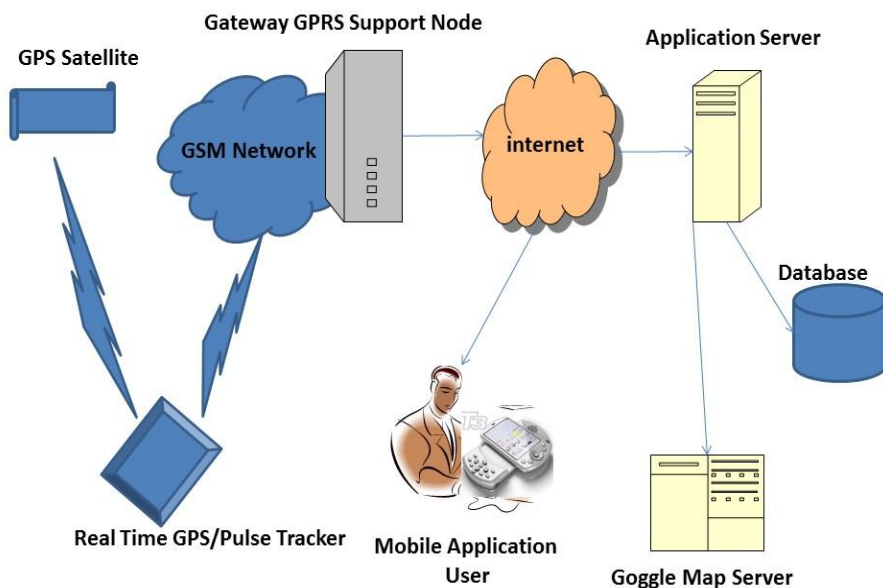 Gateway GPRS Support Node
Application Server
GPS Satellite
GSM Network
internet
Database
T3
Real Time GPS/Pulse Tracker
Mobile Application
User
Goggle Map Server